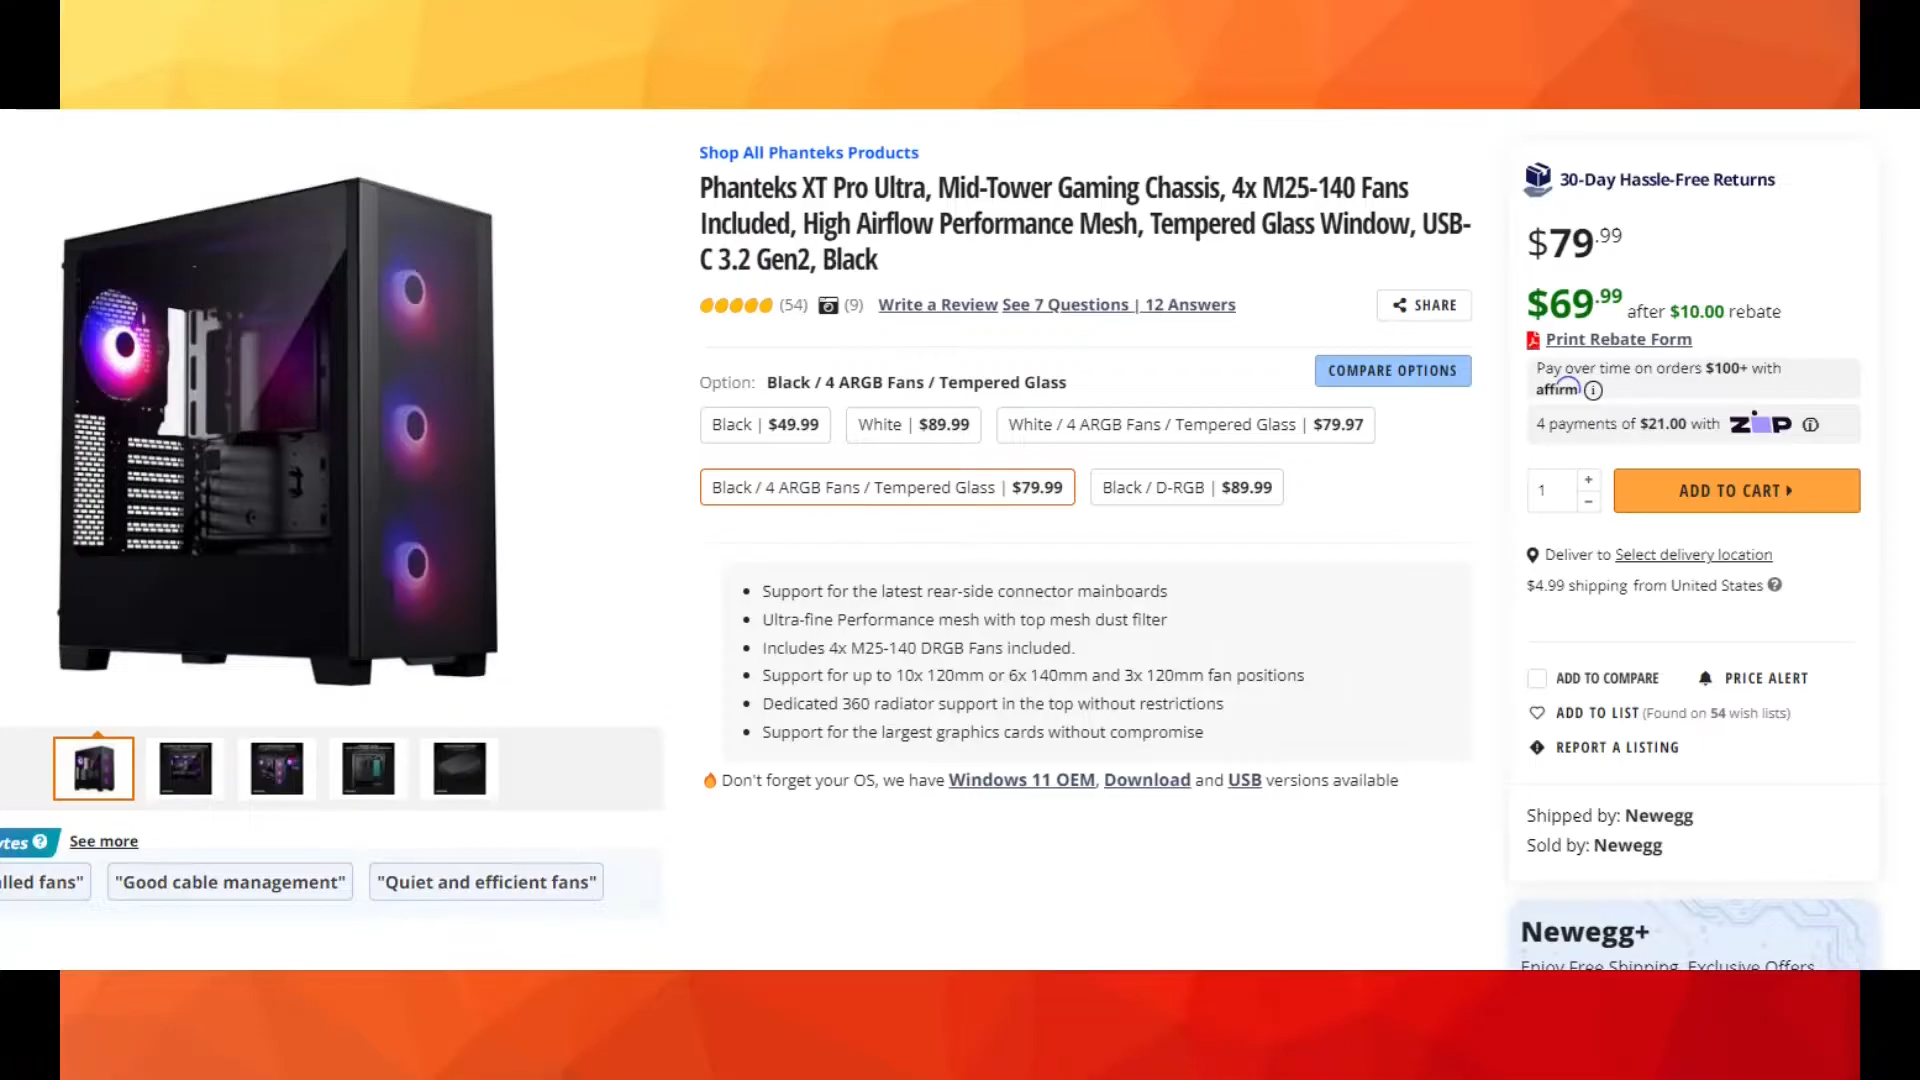 Shop All Phanteks Products
Phanteks XT Pro Ultra, Mid-Tower Gaming Chassis, 4x M25-140 Fans
Included, High Airflow Performance Mesh, Tempered Glass Window, USB-
C 3.2 Gen2, Black
(54) (9) Write a Review See 7 Questions | 12 Answers
SHARE
Option: Black / 4 ARGB Fans / Tempered Glass
COMPARE OPTIONS
Black | $49.99
White | $89.99
White / 4 ARGB Fans / Tempered Glass | $79.97
Black / 4 ARGB Fans / Tempered Glass | $79.99
Black / D-RGB | $89.99
• Support for the latest rear-side connector mainboards
• Ultra-fine Performance mesh with top mesh dust filter
• Includes 4x M25-140 DRGB Fans included.
• Support for up to 10x 120mm or 6x 140mm and 3x 120mm fan positions
• Dedicated 360 radiator support in the top without restrictions
• Support for the largest graphics cards without compromise
Don't forget your OS, we have Windows 11 OEM, Download and USB versions available
See more
lled fans"
"Good cable management"
"Quiet and efficient fans"
30-Day Hassle-Free Returns
$79.99
$69.99 after $10.00 rebate
Print Rebate Form
Pay over time on orders $100+ with
affirm
4 payments of $21.00 with ZIP
1
+
-
ADD TO CART
Deliver to Select delivery location
$4.99 shipping from United States
ADD TO COMPARE
PRICE ALERT
ADD TO LIST (Found on 54 wish lists)
REPORT A LISTING
Shipped by: Newegg
Sold by: Newegg
Newegg+
Enjoy Free Shipping, Exclusive Offers